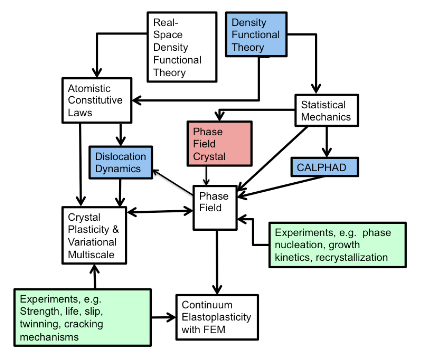 Real-
Space
Density
Functional
Theory
Density
Functional
Theory
Atomistic
Constitutive
Laws
Statistical
Mechanics
Phase
Field
Crystal
Dislocation
Dynamics
CALPHAD
Phase
Field
Crystal
Plasticity &
Variational
Multiscale
Experiments, e.g. phase
nucleation, growth
kinetics, recrystallization
Experiments, e.g.
Strength, life, slip,
twinning, cracking
mechanisms
Continuum
Elastoplasticity
with FEM